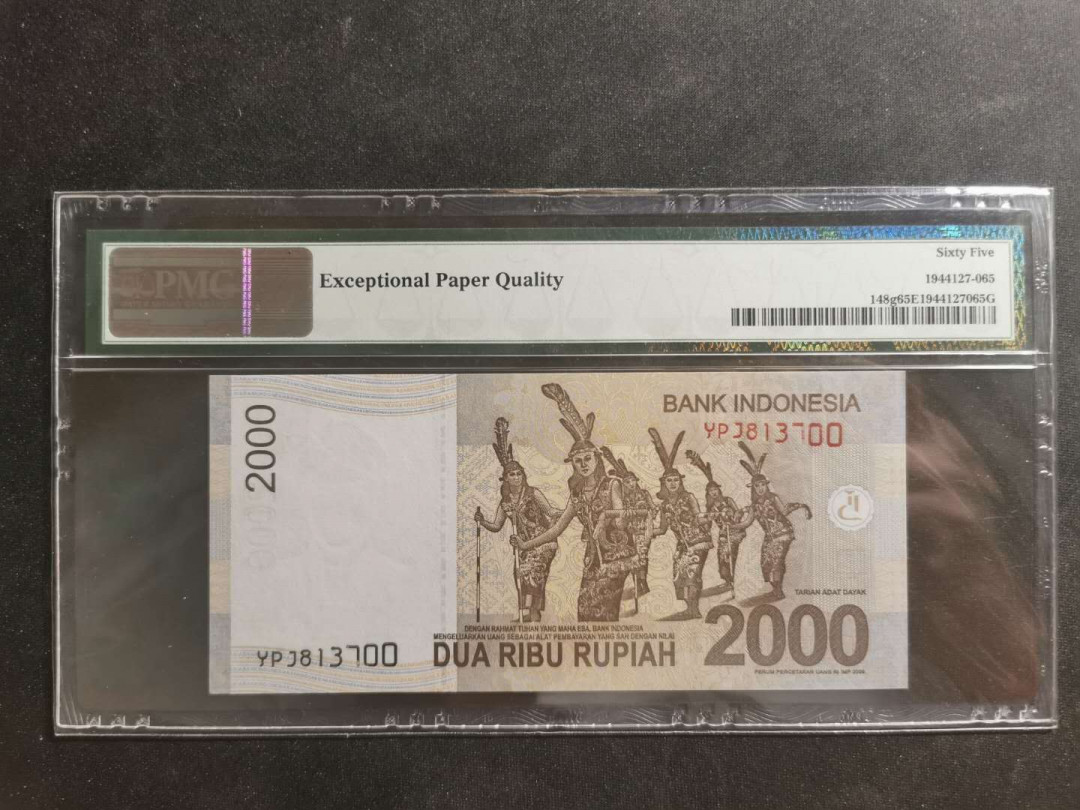 PMG
Exceptional Paper Quality
Sixty Five
1944127-065
148g65E1944127065G
2000
BANK INDONESIA
YPJ813700
TARIAN ADAT DAYAK
2000
DENGAN RAHMAT TUHAN YANG MAHA ESA, BANK INDONESIA
MENGELUARKAN UANG SEBAGAI ALAT PEMBAYARAN YANG SAH DENGAN NILAI
DUA RIBU RUPIAH
YPJ813700